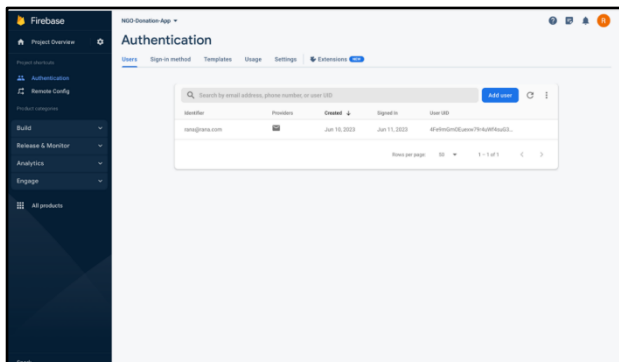 Firebase
NGO-Donation-App
R
Project Overview
Authentication
Users Sign-in method Templates Usage Settings Extensions NEW
Project shortcuts
Authentication
Remote Config
Project categories
Build
Release & Monitor
Analytics
Engage
All products
Search by email address, phone number, or user UID
Add user
Identifier Providers Created Signed In User UID
rana@rana.com Jun 10, 2023 Jun 11, 2023
Rows per page: 50 1 – 1 of 1